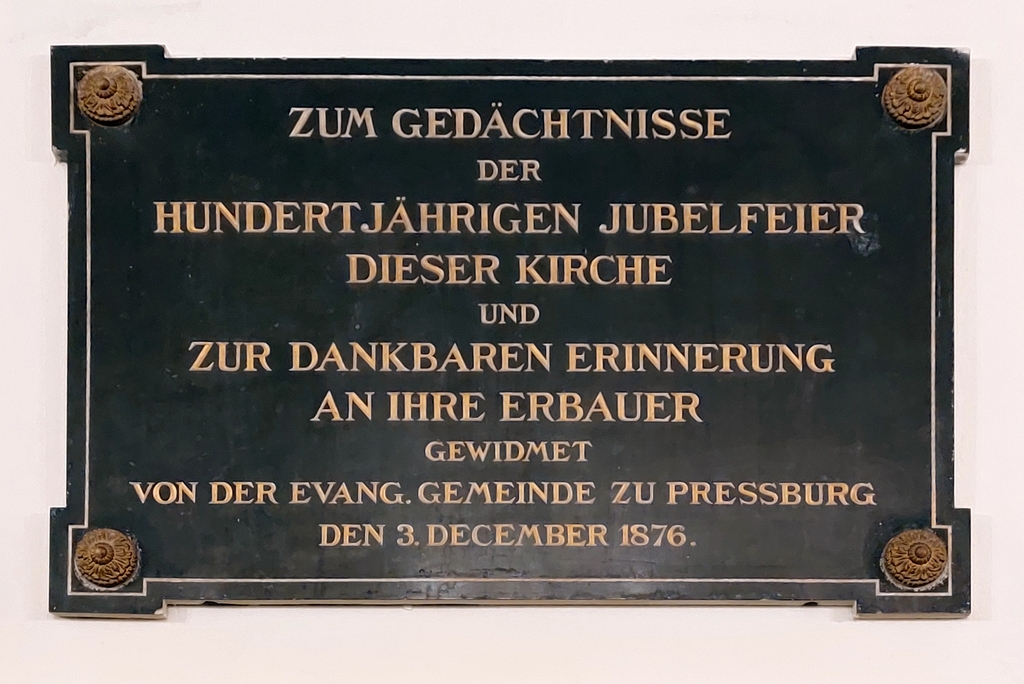 ZUM GEDÄCHTNISSE
DER
HUNDERTJÄHRIGEN JUBELFEIER
DIESER KIRCHE
UND
ZUR DANKBAREN ERINNERUNG
AN IHRE ERBAUER
GEWIDMET
VON DER EVANG. GEMEINDE ZU PRESSBURG
DEN 3. DECEMBER 1876.